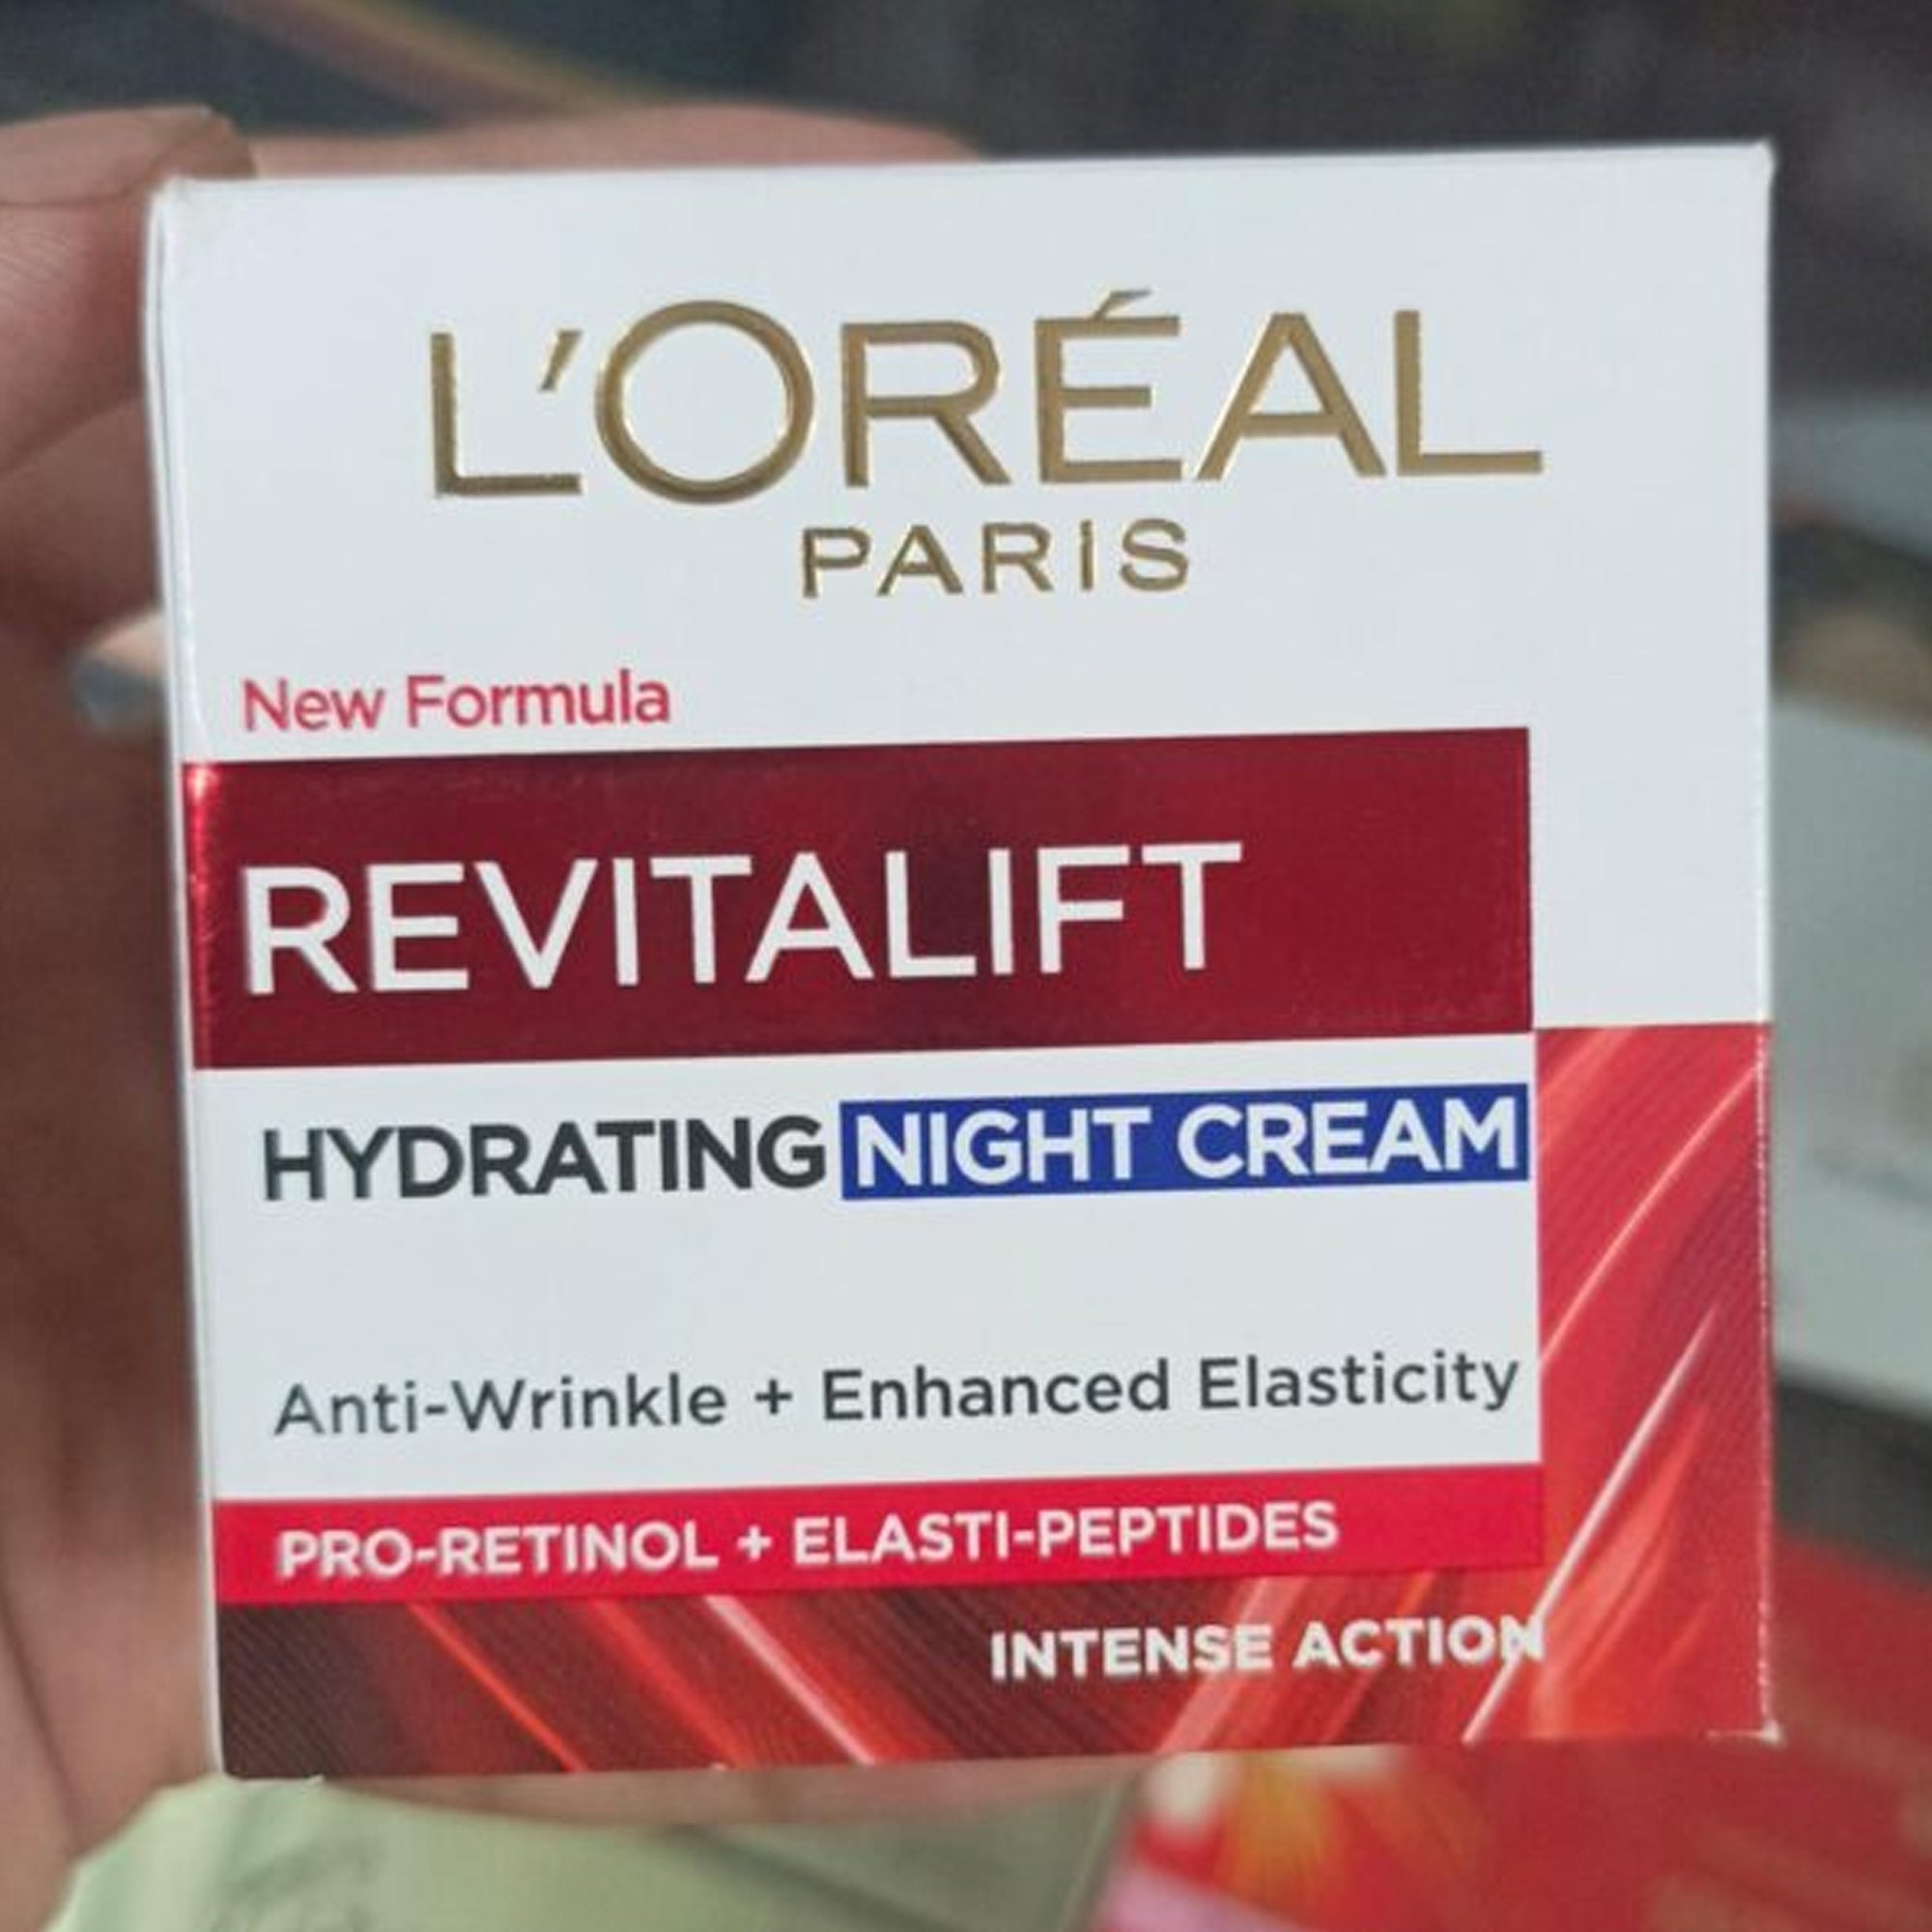 L'ORÉAL
PARIS
New Formula
REVITALIFT
HYDRATING NIGHT CREAM
Anti-Wrinkle + Enhanced Elasticity
PRO-RETINOL + ELASTI-PEPTIDES
INTENSE ACTION